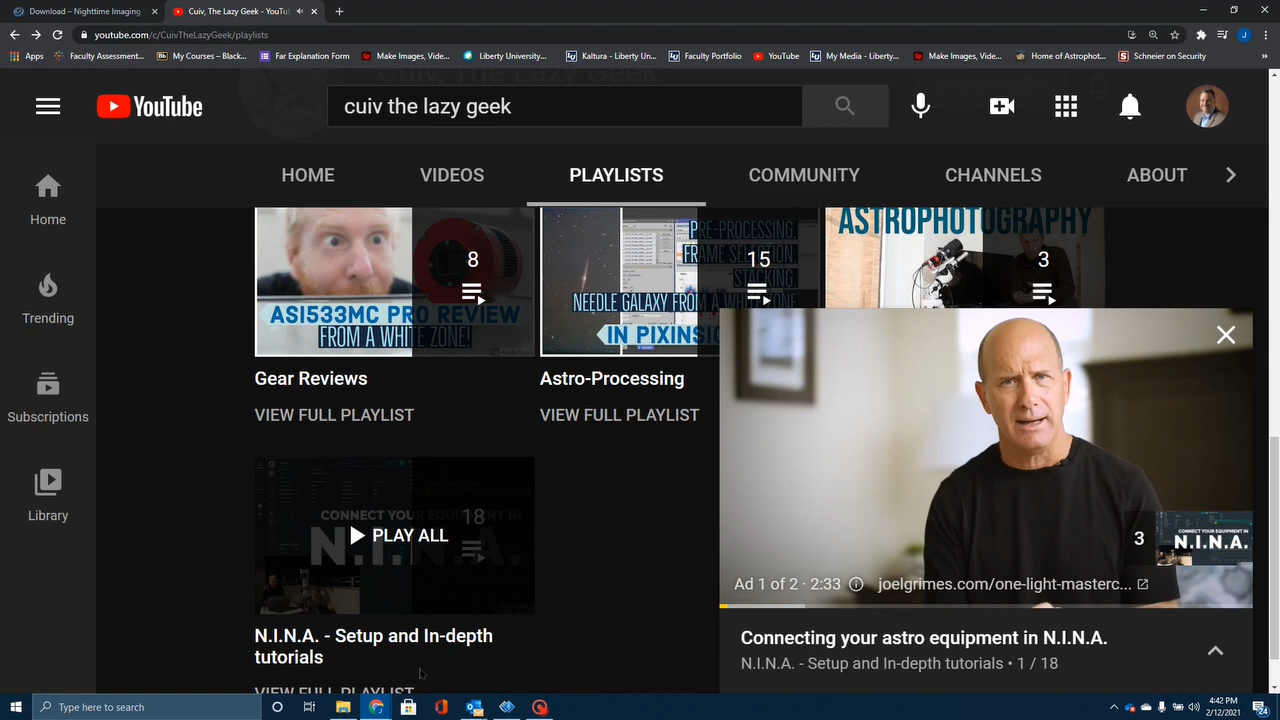 Download – Nighttime Imaging
Cuiv, The Lazy Geek - YouTu
youtube.com/c/CuivTheLazyGeek/playlists
Apps
Faculty Assessment...
My Courses – Black...
Far Explanation Form
Make Images, Vide...
Liberty University:...
Kaltura – Liberty Un...
Faculty Portfolio
YouTube
My Media - Liberty...
Make Images, Vide...
Home of Astrophot...
Schneier on Security
»
Cuiv, The Lazy Geek
YouTube
cuiv the lazy geek
HOME
VIDEOS
PLAYLISTS
COMMUNITY
CHANNELS
ABOUT
Home
Trending
Subscriptions
Library
8
ASI533MC PRO REVIEW
FROM A WHITE ZONE!
Gear Reviews
VIEW FULL PLAYLIST
PRE-PROCESSING.
FRAME SELECTION.
STACKING.
15
NEEDLE GALAXY FROM A WHITE ZONE
IN PIXINSI
Astro-Processing
VIEW FULL PLAYLIST
ASTROPHOTOGRAPHY
3
CONNECT YOUR EQUIPMENT IN
N.I.N.A.
18
PLAY ALL
N.I.N.A. - Setup and In-depth
tutorials
VIEW FULL PLAYLIST
3
CONNECT YOUR EQUIPMENT IN
N.I.N.A.
Ad 1 of 2 · 2:33
joelgrimes.com/one-light-masterc...
Connecting your astro equipment in N.I.N.A.
N.I.N.A. - Setup and In-depth tutorials • 1 / 18
Type here to search
4:42 PM
2/12/2021
24